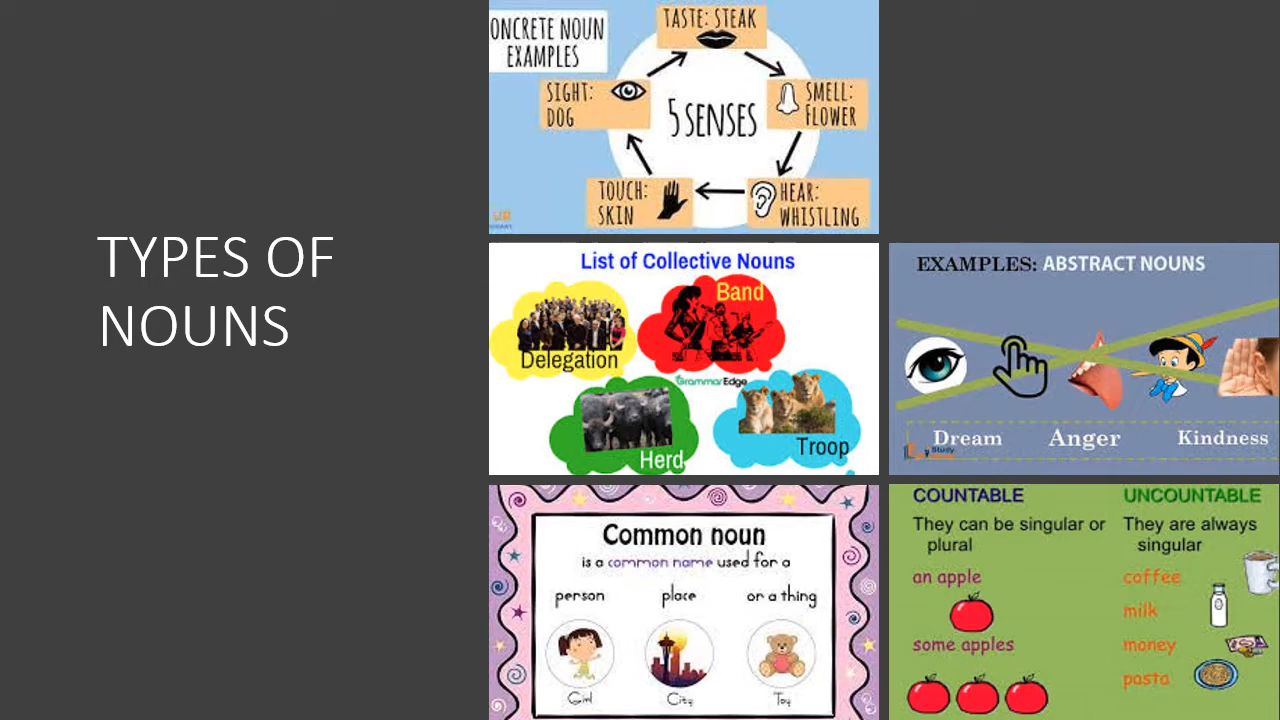 TYPES OF
NOUNS
ONCRETE NOUN
EXAMPLES
TASTE: STEAK
SIGHT:
DOG
5 SENSES
SMELL:
FLOWER
TOUCH:
SKIN
HEAR:
WHISTLING
List of Collective Nouns
Band
Delegation
GrammarEdge
Herd
Troop
EXAMPLES: ABSTRACT NOUNS
Dream Anger Kindness
Study
Common noun
is a common name used for a
person place or a thing
Girl City Toy
COUNTABLE
They can be singular or
plural
an apple
some apples
UNCOUNTABLE
They are always
singular
coffee
milk
money
pasta